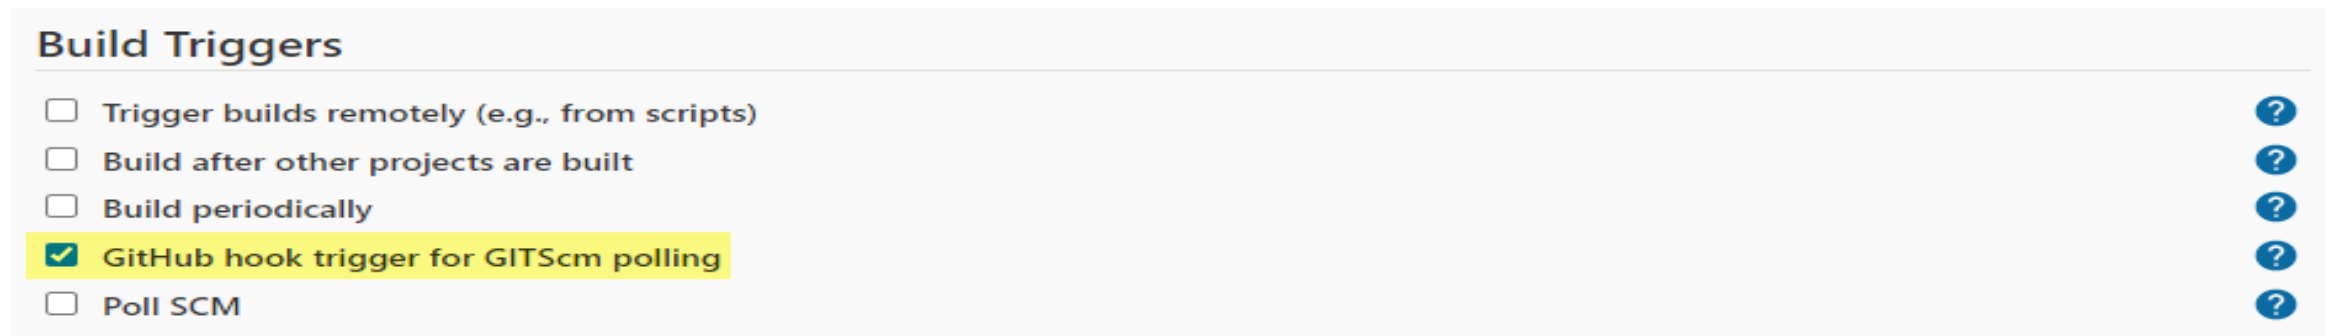 Build Triggers
Trigger builds remotely (e.g., from scripts) ?
Build after other projects are built ?
Build periodically ?
GitHub hook trigger for GITScm polling ?
Poll SCM ?